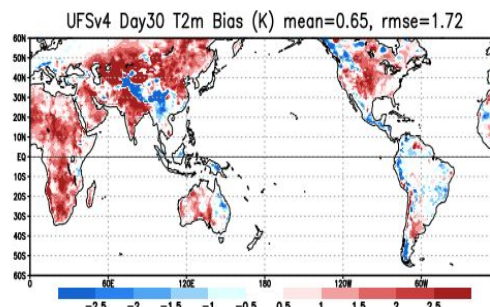 UFSv4 Day30 T2m Bias (K) mean=0.65, rmse=1.72
60N
50N
40N
30N
20N
10N
EQ
10S
20S
30S
40S
50S
60S
0 60E 120E 180 120W 60W
-2.5 -2 -1.5 -1 -0.5 0.5 1 1.5 2 2.5